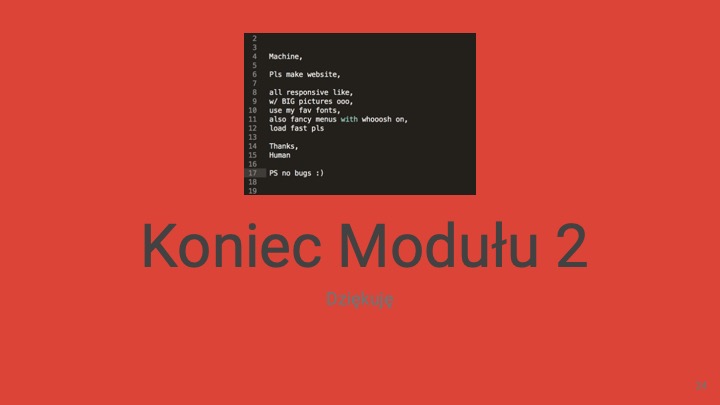 2
3
4 Machine,
5
6 Pls make website,
7
8 all responsive like,
9 w/ BIG pictures ooo,
10 use my fav fonts,
11 also fancy menus with whooosh on,
12 load fast pls
13
14 Thanks,
15 Human
16
17 PS no bugs :)
18
19
Koniec Modułu 2
Dziękuję